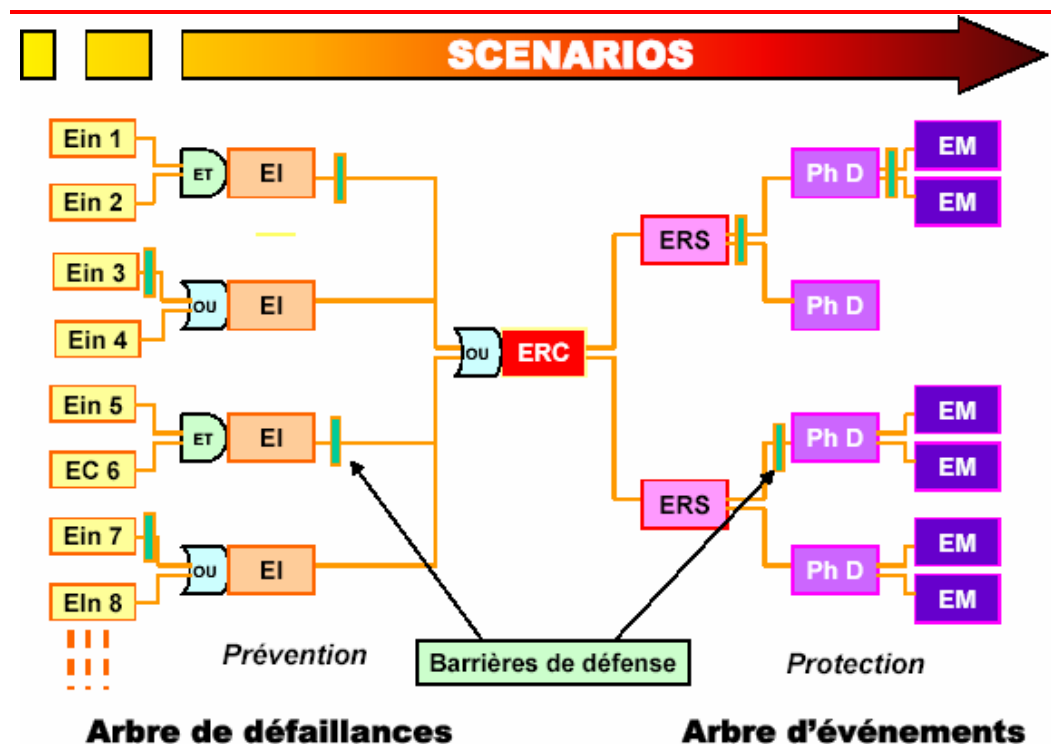 SCENARIOS
Ein 1
Ein 2
ET
EI
Ein 3
Ein 4
OU
EI
Ein 5
EC 6
ET
EI
Ein 7
EIn 8
OU
EI
OU
ERC
ERS
ERS
Ph D
Ph D
Ph D
Ph D
EM
EM
EM
EM
EM
EM
Prévention
Barrières de défense
Protection
Arbre de défaillances
Arbre d'événements